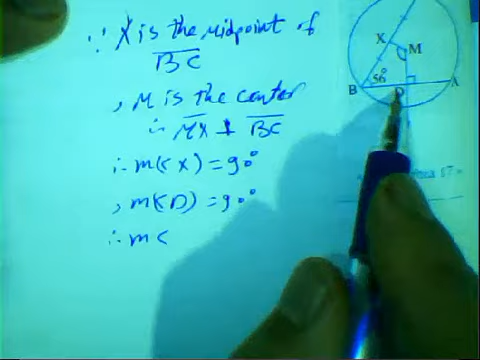 ∵ X is the midpoint of
BC
, M is the center
∴ MX ⊥ BC
∴ m(< X) = 90°
, m(< D) = 90°
∴ m <
X
M
56°
B
D
A